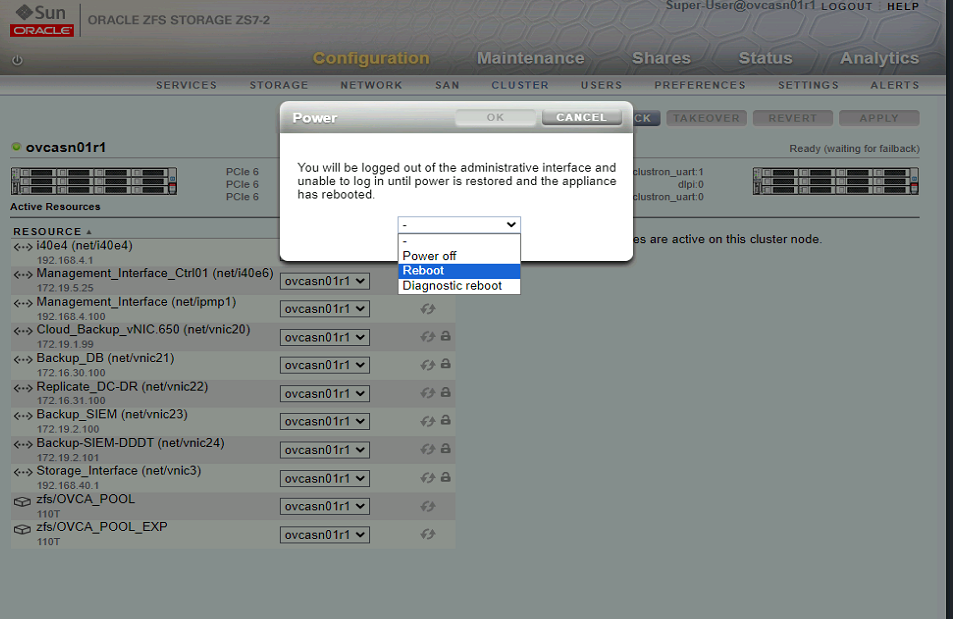 Sun
ORACLE
ORACLE ZFS STORAGE ZS7-2
Super-User@ovcasn01r1 LOGOUT HELP
Configuration Maintenance Shares Status Analytics
SERVICES STORAGE NETWORK SAN CLUSTER USERS PREFERENCES SETTINGS ALERTS
Power OK CANCEL
CK TAKEOVER REVERT APPLY
ovcasn01r1
Ready (waiting for failback)
You will be logged out of the administrative interface and
unable to log in until power is restored and the appliance
has rebooted.
PCIe 6
PCIe 6
PCIe 6
clustron_uart:1
dlpi:0
clustron_uart:0
Active Resources
-
-
Power off
Reboot
Diagnostic reboot
RESOURCE
es are active on this cluster node.
i40e4 (net/i40e4)
192.168.4.1
Management_Interface_Ctrl01 (net/i40e6) ovcasn01r1
172.19.5.25
Management_Interface (net/ipmp1) ovcasn01r1
192.168.4.100
Cloud_Backup_vNIC.650 (net/vnic20) ovcasn01r1
172.19.1.99
Backup_DB (net/vnic21) ovcasn01r1
172.16.30.100
Replicate_DC-DR (net/vnic22) ovcasn01r1
172.16.31.100
Backup_SIEM (net/vnic23) ovcasn01r1
172.19.2.100
Backup-SIEM-DDDT (net/vnic24) ovcasn01r1
172.19.2.101
Storage_Interface (net/vnic3) ovcasn01r1
192.168.40.1
zfs/OVCA_POOL ovcasn01r1
110T
zfs/OVCA_POOL_EXP ovcasn01r1
110T